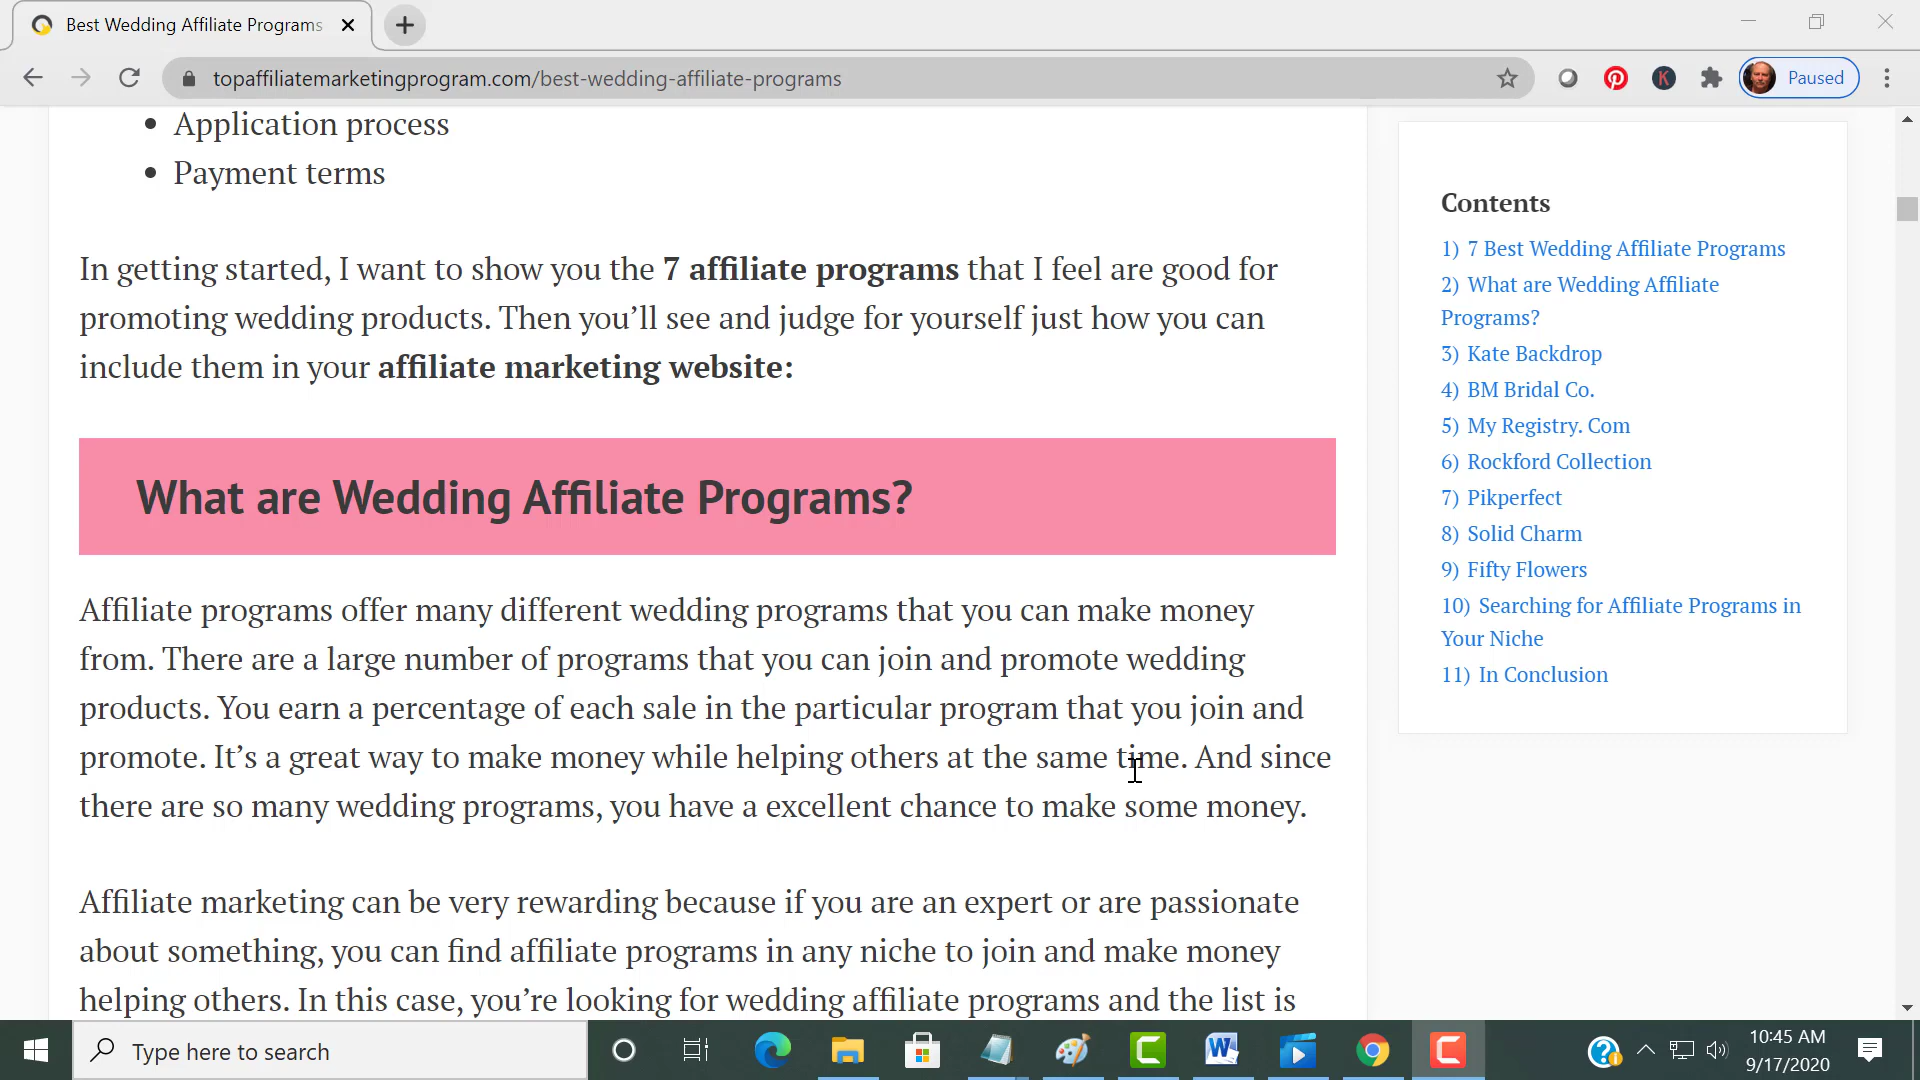 Best Wedding Affiliate Programs
topaffiliatemarketingprogram.com/best-wedding-affiliate-programs
Paused
• Application process
• Payment terms
In getting started, I want to show you the 7 affiliate programs that I feel are good for
promoting wedding products. Then you’ll see and judge for yourself just how you can
include them in your affiliate marketing website:
What are Wedding Affiliate Programs?
Affiliate programs offer many different wedding programs that you can make money
from. There are a large number of programs that you can join and promote wedding
products. You earn a percentage of each sale in the particular program that you join and
promote. It’s a great way to make money while helping others at the same time. And since
there are so many wedding programs, you have a excellent chance to make some money.
Affiliate marketing can be very rewarding because if you are an expert or are passionate
about something, you can find affiliate programs in any niche to join and make money
helping others. In this case, you’re looking for wedding affiliate programs and the list is
Contents
1) 7 Best Wedding Affiliate Programs
2) What are Wedding Affiliate
Programs?
3) Kate Backdrop
4) BM Bridal Co.
5) My Registry. Com
6) Rockford Collection
7) Pikperfect
8) Solid Charm
9) Fifty Flowers
10) Searching for Affiliate Programs in
Your Niche
11) In Conclusion
Type here to search
10:45 AM
9/17/2020